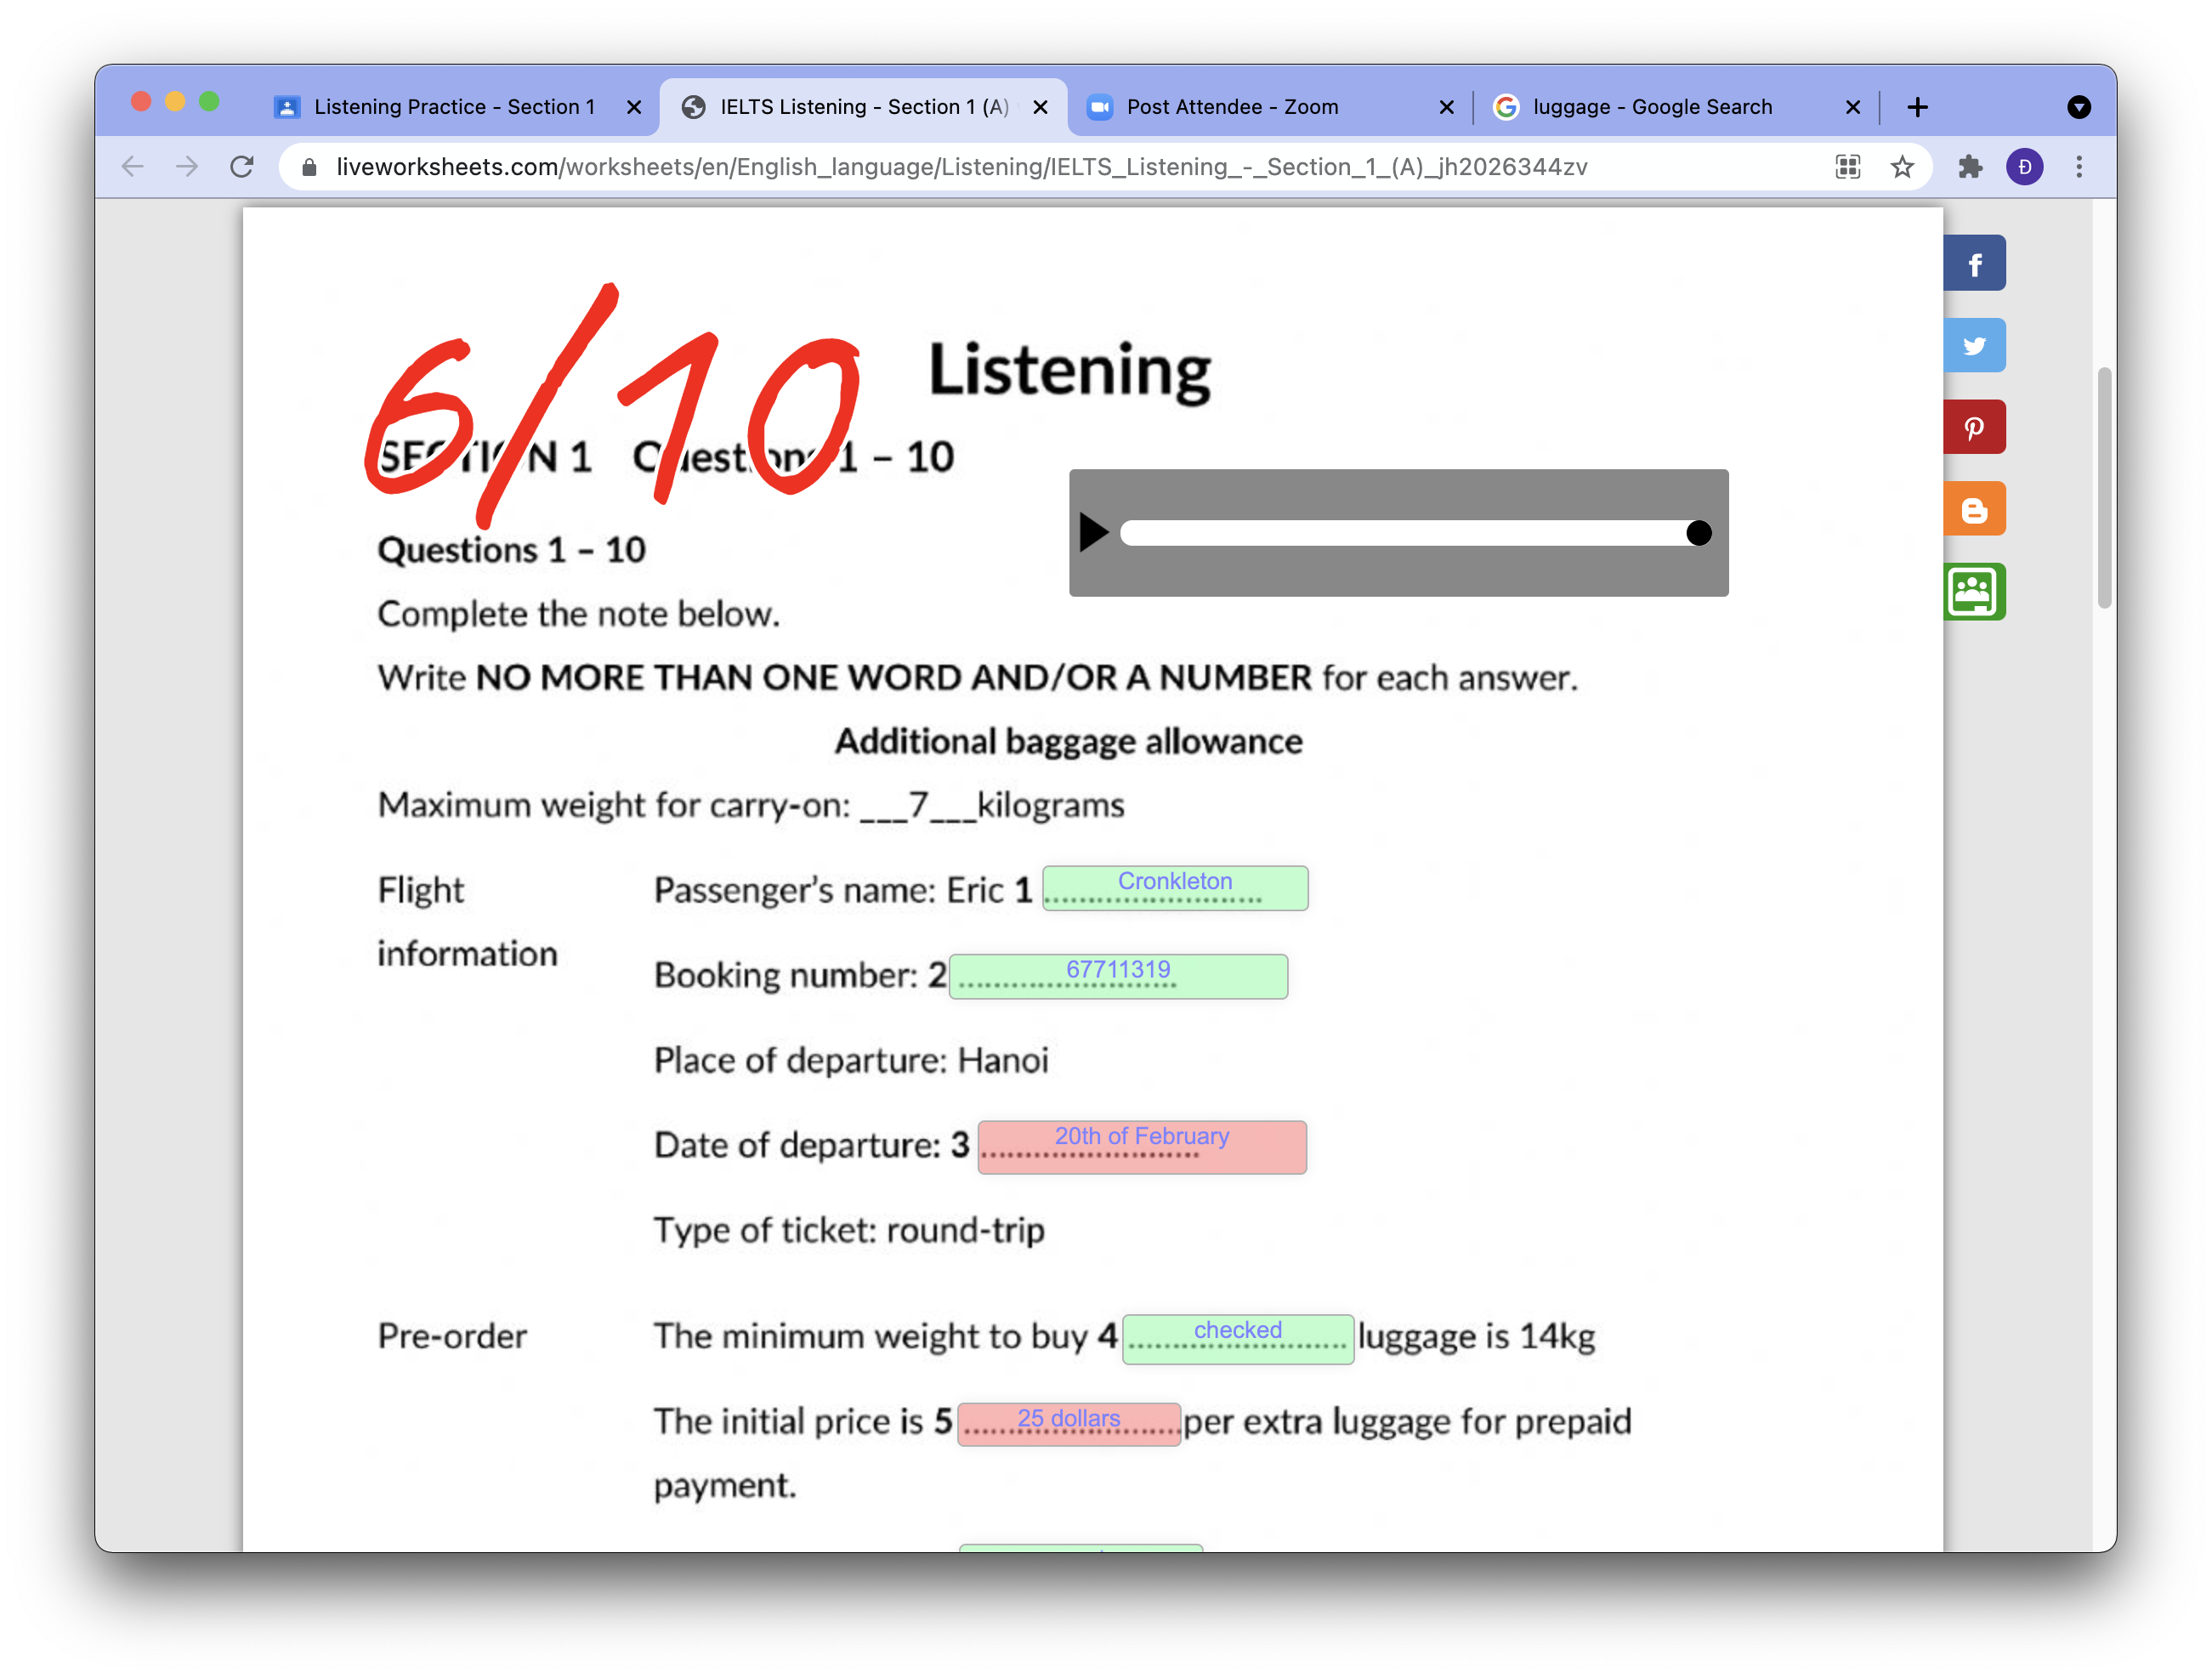 Listening Practice - Section 1
IELTS Listening - Section 1 (A)
Post Attendee - Zoom
luggage - Google Search
liveworksheets.com/worksheets/en/English_language/Listening/IELTS_Listening_-_Section_1_(A)_jh2026344zv
Đ
6/10
Listening
SECTION 1 Questions 1 – 10
Questions 1 – 10
Complete the note below.
Write NO MORE THAN ONE WORD AND/OR A NUMBER for each answer.
Additional baggage allowance
Maximum weight for carry-on: ___7___kilograms
Flight information
Passenger's name: Eric 1 Cronkleton
Booking number: 2 67711319
Place of departure: Hanoi
Date of departure: 3 20th of February
Type of ticket: round-trip
Pre-order
The minimum weight to buy 4 checked luggage is 14kg
The initial price is 5 25 dollars per extra luggage for prepaid
payment.